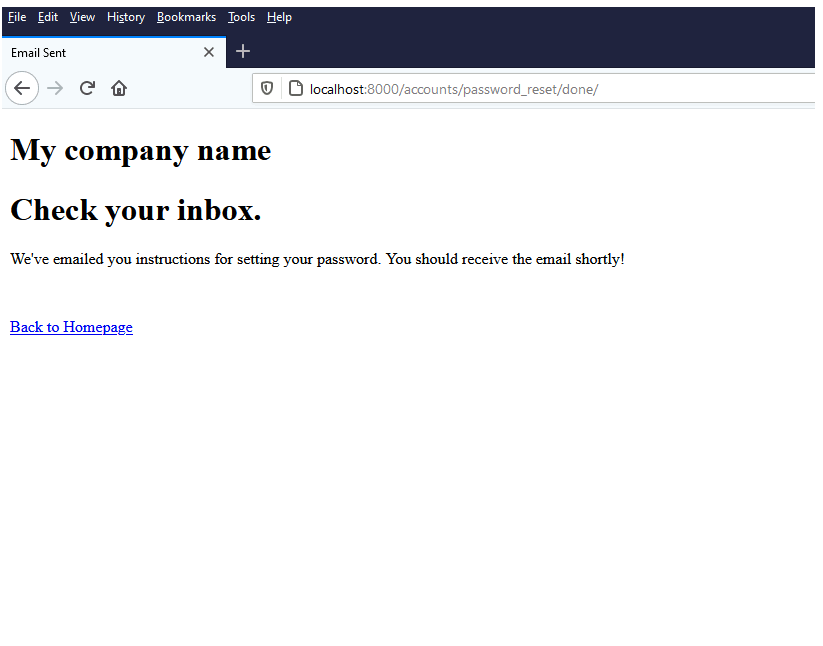 File Edit View History Bookmarks Tools Help
Email Sent
localhost:8000/accounts/password_reset/done/
My company name
Check your inbox.
We've emailed you instructions for setting your password. You should receive the email shortly!
Back to Homepage